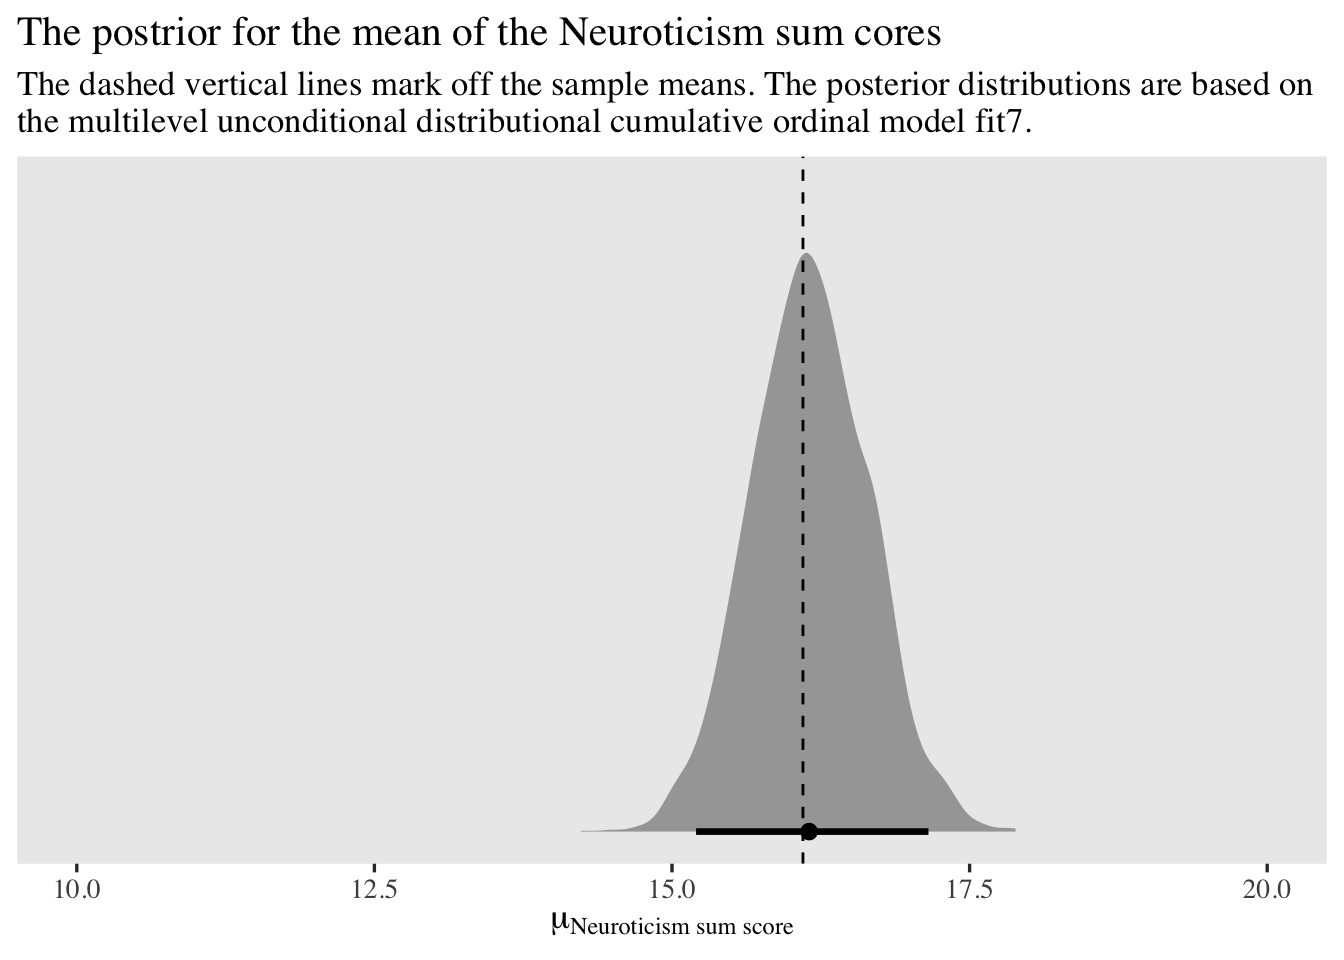 The postrior for the mean of the Neuroticism sum cores
The dashed vertical lines mark off the sample means. The posterior distributions are based on
the multilevel unconditional distributional cumulative ordinal model fit7.
10.0 12.5 15.0 17.5 20.0
μNeuroticism sum score